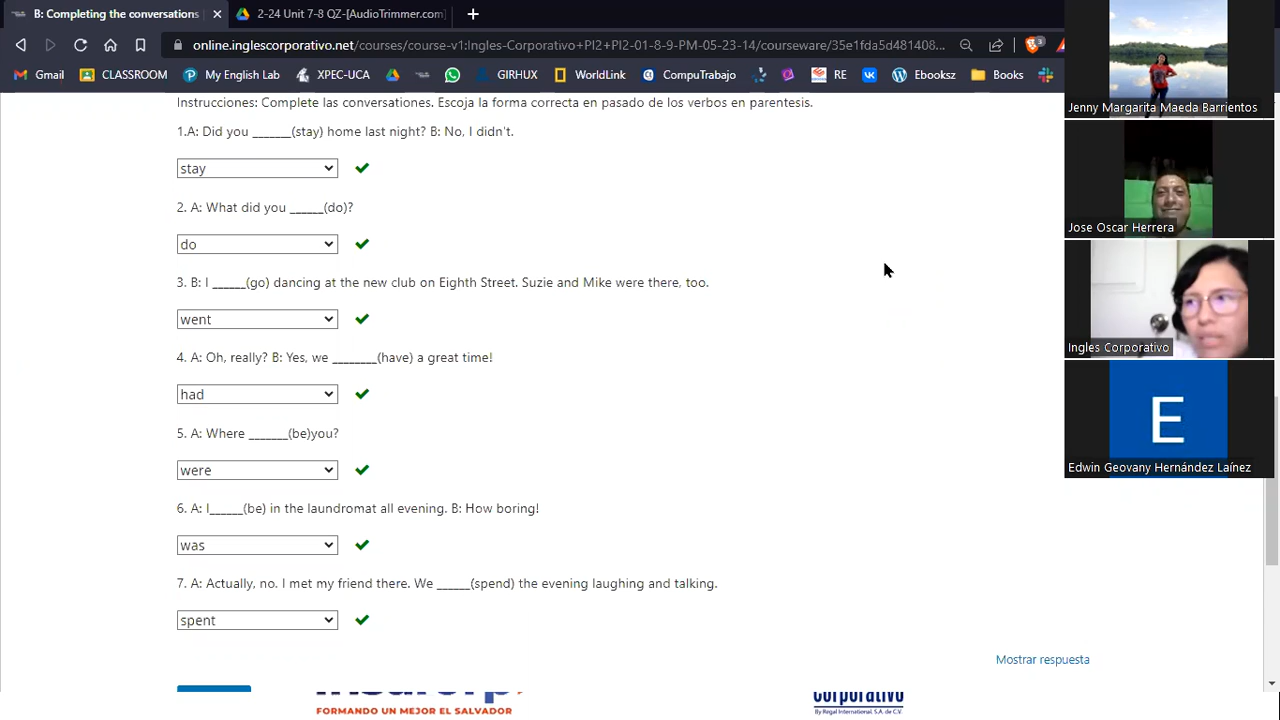 B: Completing the conversations
2-24 Unit 7-8 QZ-[AudioTrimmer.com]
online.inglescorporativo.net/courses/course-v1:Ingles-Corporativo+PI2+PI2-01-8-9-PM-05-23-14/courseware/35e1fda5d481408...
3
Gmail
CLASSROOM
My English Lab
XPEC-UCA
GIRHUX
WorldLink
Computrabajo
RE
WordPress
Ebooksz
Books
Instrucciones: Complete las conversationes. Escoja la forma correcta en pasado de los verbos en parentesis.
1.A: Did you _______(stay) home last night? B: No, I didn't.
stay
2. A: What did you ______(do)?
do
3.B: I ______(go) dancing at the new club on Eighth Street. Suzie and Mike were there, too.
went
4. A: Oh, really? B: Yes, we ________(have) a great time!
had
5. A: Where _______(be)you?
were
6. A: I______(be) in the laundromat all evening. B: How boring!
was
7. A: Actually, no. I met my friend there. We ______(spend) the evening laughing and talking.
spent
Mostrar respuesta
FORMANDO UN MEJOR EL SALVADOR
corporativo
By Regal International, S.A. de C.V.
Jenny Margarita Maeda Barrientos
Jose Oscar Herrera
Ingles Corporativo
E
Edwin Geovany Hernández Laínez